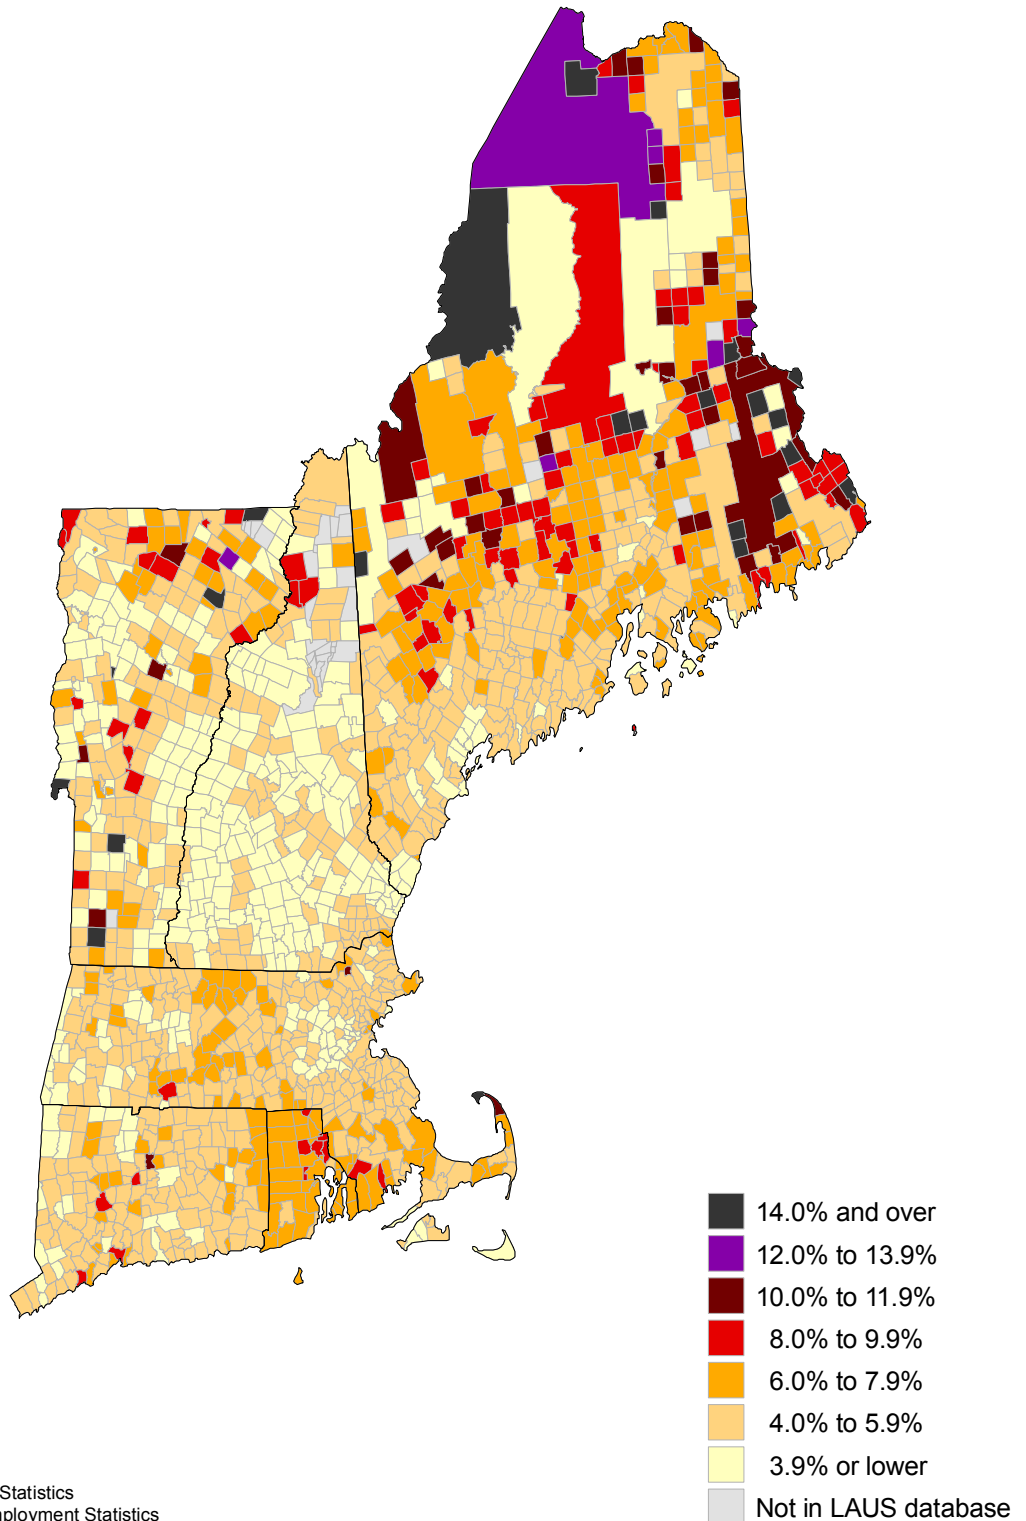 14.0% and over
12.0% to 13.9%
10.0% to 11.9%
8.0% to 9.9%
6.0% to 7.9%
4.0% to 5.9%
3.9% or lower
Not in LAUS database
Statistics
ployment Statistics